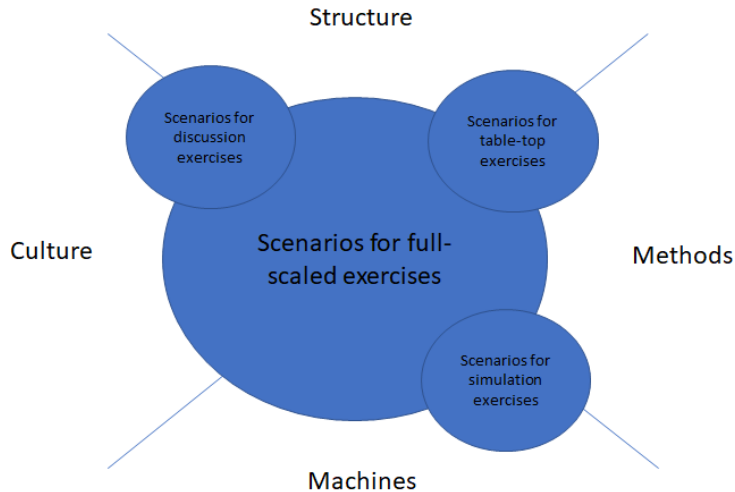 Structure
Scenarios for
discussion
exercises
Scenarios for
table-top
exercises
Culture
Scenarios for full-
scaled exercises
Methods
Scenarios for
simulation
exercises
Machines